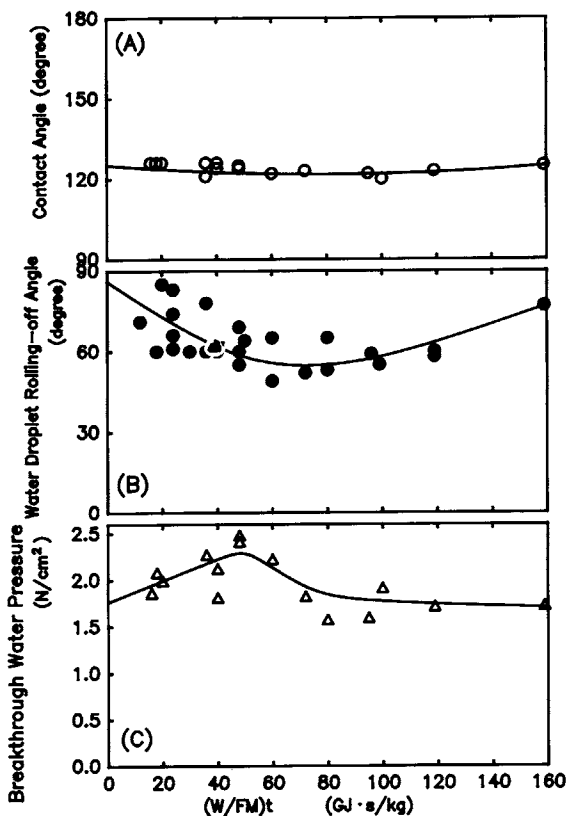 180
(A)
150
120
90
Contact Angle (degree)
90
60
30
0
(B)
Water Droplet Rolling-off Angle
(degree)
2.5
2.0
1.5
1.0
0.0
(C)
Breakthrough Water Pressure
(N/cm²)
0 20 40 60 80 100 120 140 160
(W/FM)t (GJ·s/kg)